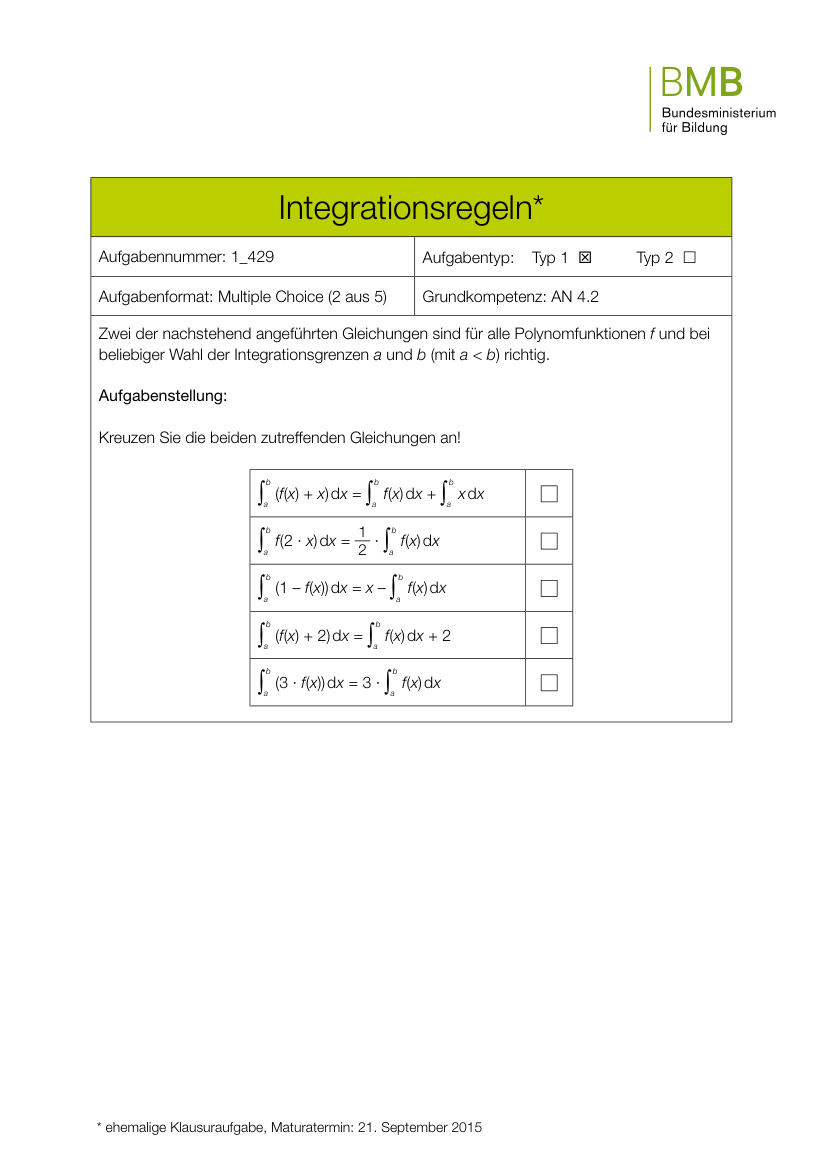 BMB
Bundesministerium
für Bildung
Integrationsregeln*
Aufgabennummer: 1_429
Aufgabentyp: Typ 1 ☒ Typ 2 ☐
Aufgabenformat: Multiple Choice (2 aus 5)
Grundkompetenz: AN 4.2
Zwei der nachstehend angeführten Gleichungen sind für alle Polynomfunktionen f und bei
beliebiger Wahl der Integrationsgrenzen a und b (mit a < b) richtig.
Aufgabenstellung:
Kreuzen Sie die beiden zutreffenden Gleichungen an!
∫_a^b (f(x) + x) dx = ∫_a^b f(x) dx + ∫_a^b x dx ☐
∫_a^b f(2 · x) dx = 1/2 · ∫_a^b f(x) dx ☐
∫_a^b (1 – f(x)) dx = x – ∫_a^b f(x) dx ☐
∫_a^b (f(x) + 2) dx = ∫_a^b f(x) dx + 2 ☐
∫_a^b (3 · f(x)) dx = 3 · ∫_a^b f(x) dx ☐
* ehemalige Klausuraufgabe, Maturatermin: 21. September 2015